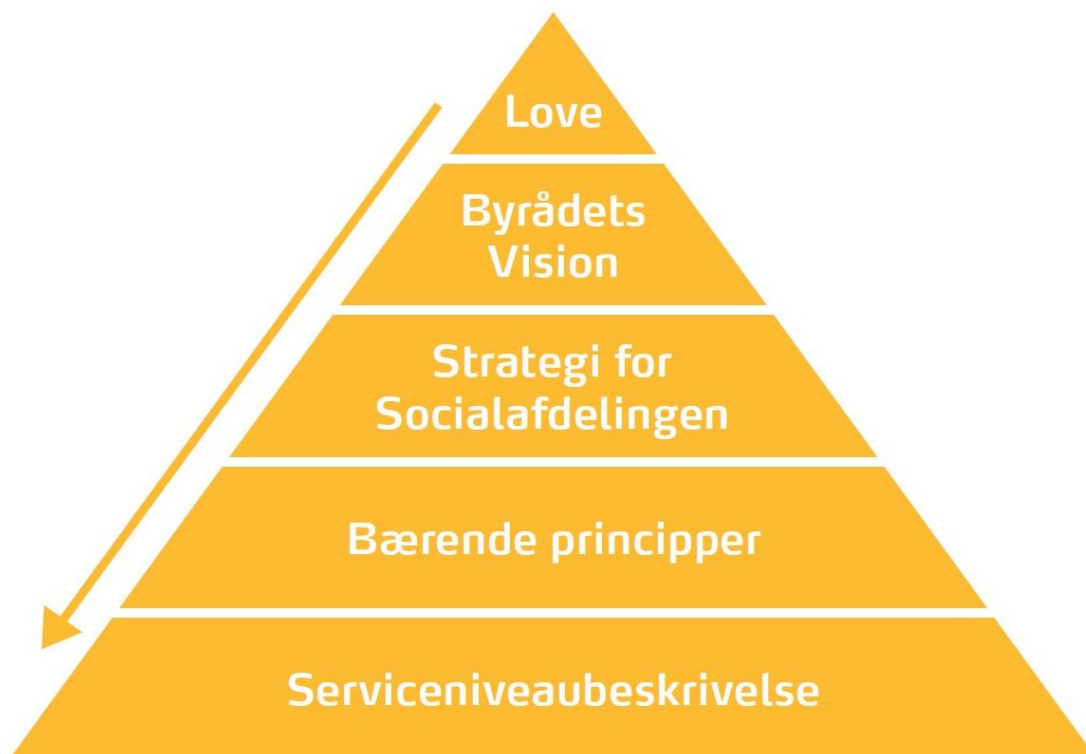 Love
Byrådets
Vision
Strategi for
Socialafdelingen
Bærende principper
Serviceniveaubeskrivelse